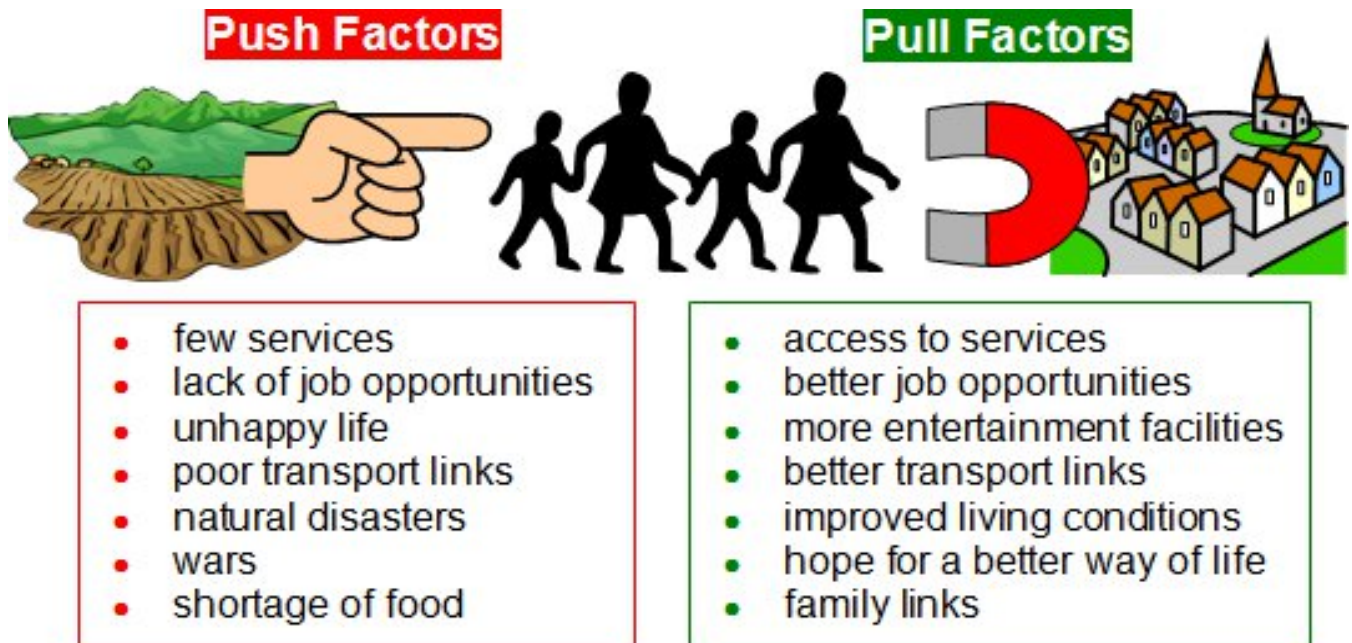 Push Factors
Pull Factors
few services
lack of job opportunities
unhappy life
poor transport links
natural disasters
wars
shortage of food
access to services
better job opportunities
more entertainment facilities
better transport links
improved living conditions
hope for a better way of life
family links